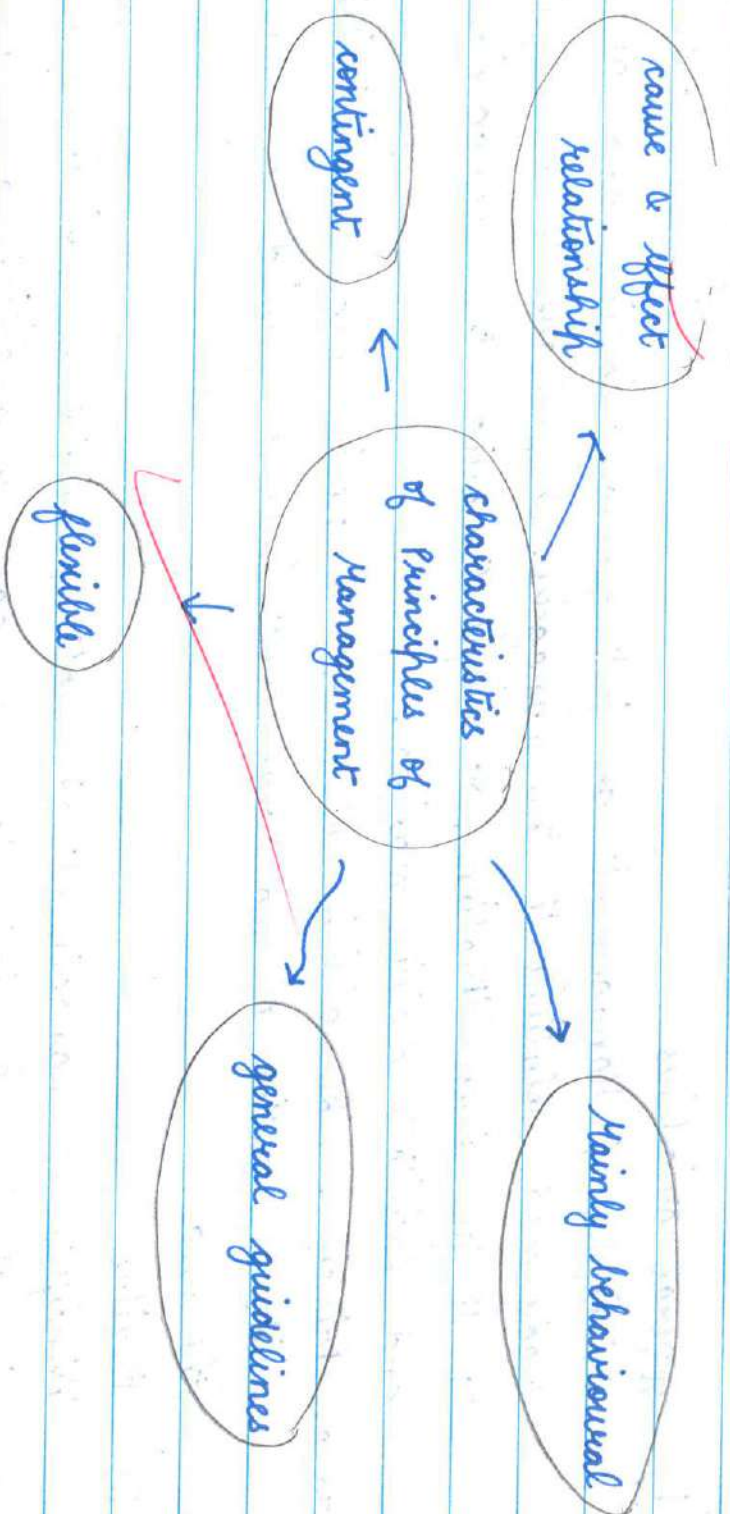 cause & effect
relationship
Mainly behavioural
characteristics
of Principles of
Management
contingent
general guidelines
flexible